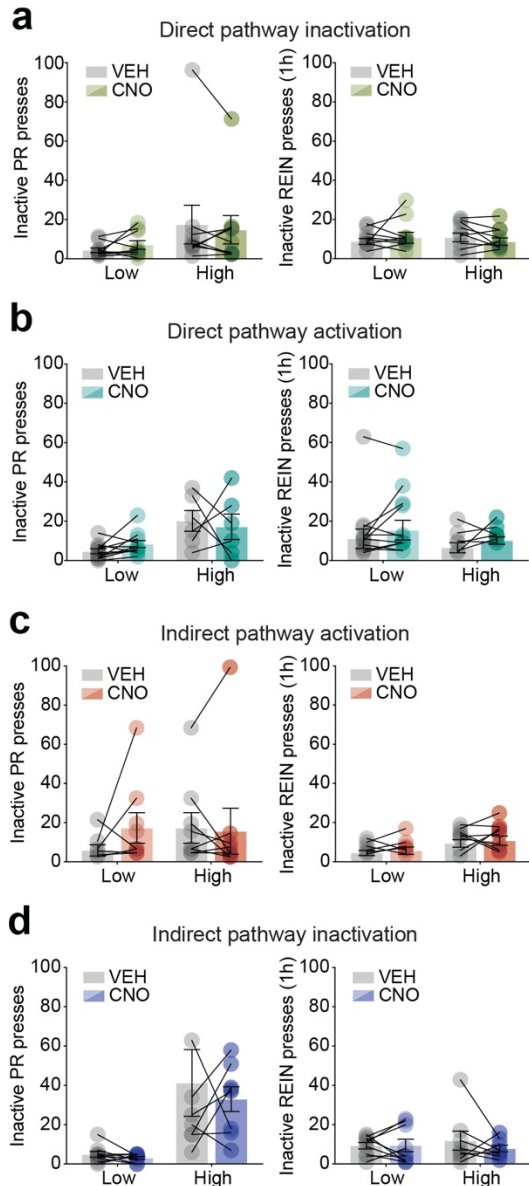 a
Direct pathway inactivation
Inactive PR presses
100
80
60
40
20
0
VEH
CNO
Low
High
Inactive REIN presses (1h)
100
80
60
40
20
0
VEH
CNO
Low
High
b
Direct pathway activation
Inactive PR presses
100
80
60
40
20
0
VEH
CNO
Low
High
Inactive REIN presses (1h)
100
80
60
40
20
0
VEH
CNO
Low
High
c
Indirect pathway activation
Inactive PR presses
100
80
60
40
20
0
VEH
CNO
Low
High
Inactive REIN presses (1h)
100
80
60
40
20
0
VEH
CNO
Low
High
d
Indirect pathway inactivation
Inactive PR presses
100
80
60
40
20
0
VEH
CNO
Low
High
Inactive REIN presses (1h)
100
80
60
40
20
0
VEH
CNO
Low
High